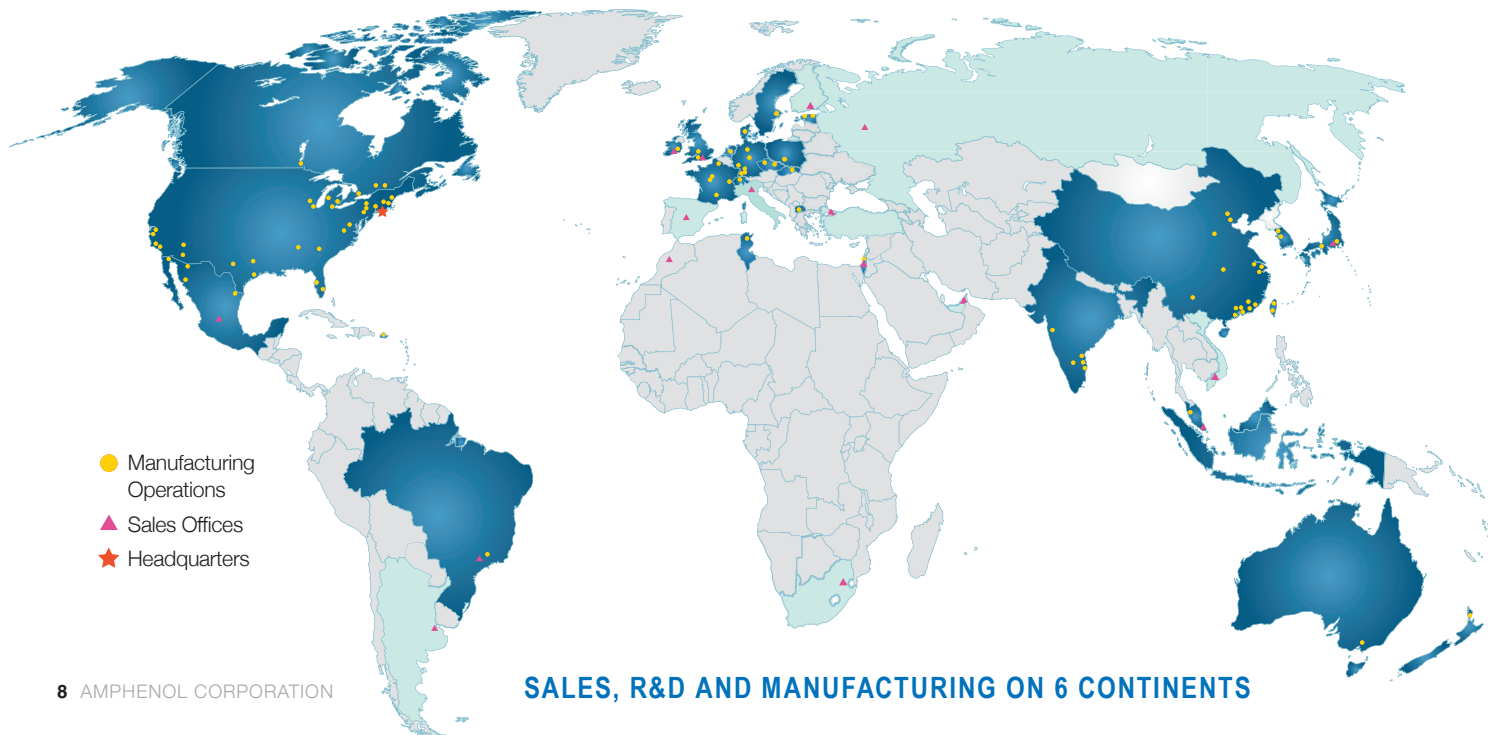 Manufacturing
Operations
Sales Offices
Headquarters
8 AMPHENOL CORPORATION
SALES, R&D AND MANUFACTURING ON 6 CONTINENTS